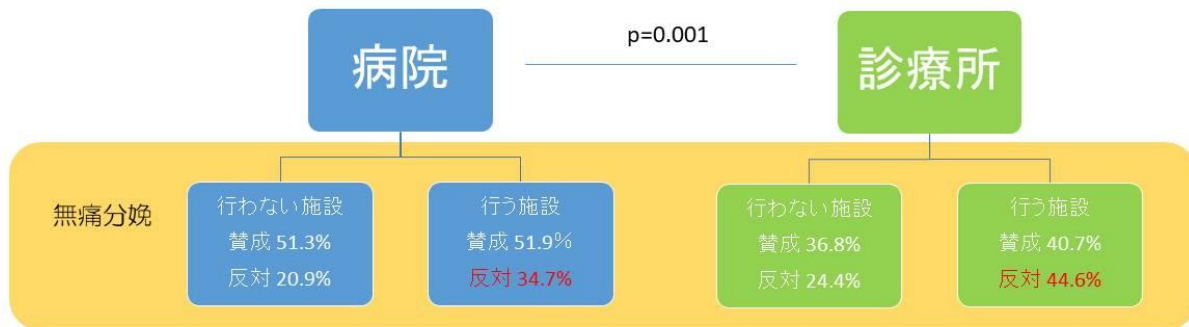 病院
p=0.001
診療所
無痛分娩
行わない施設
賛成 51.3%
反対 20.9%
行う施設
賛成 51.9%
反対 34.7%
行わない施設
賛成 36.8%
反対 24.4%
行う施設
賛成 40.7%
反対 44.6%